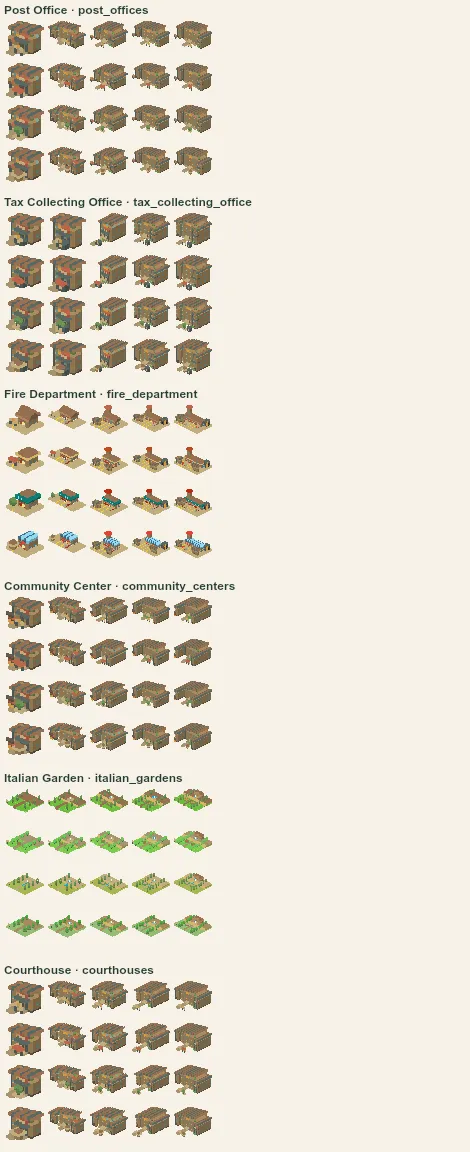 Post Office · post_offices
Tax Collecting Office · tax_collecting_office
Fire Department · fire_department
Community Center · community_centers
Italian Garden · italian_gardens
Courthouse · courthouses